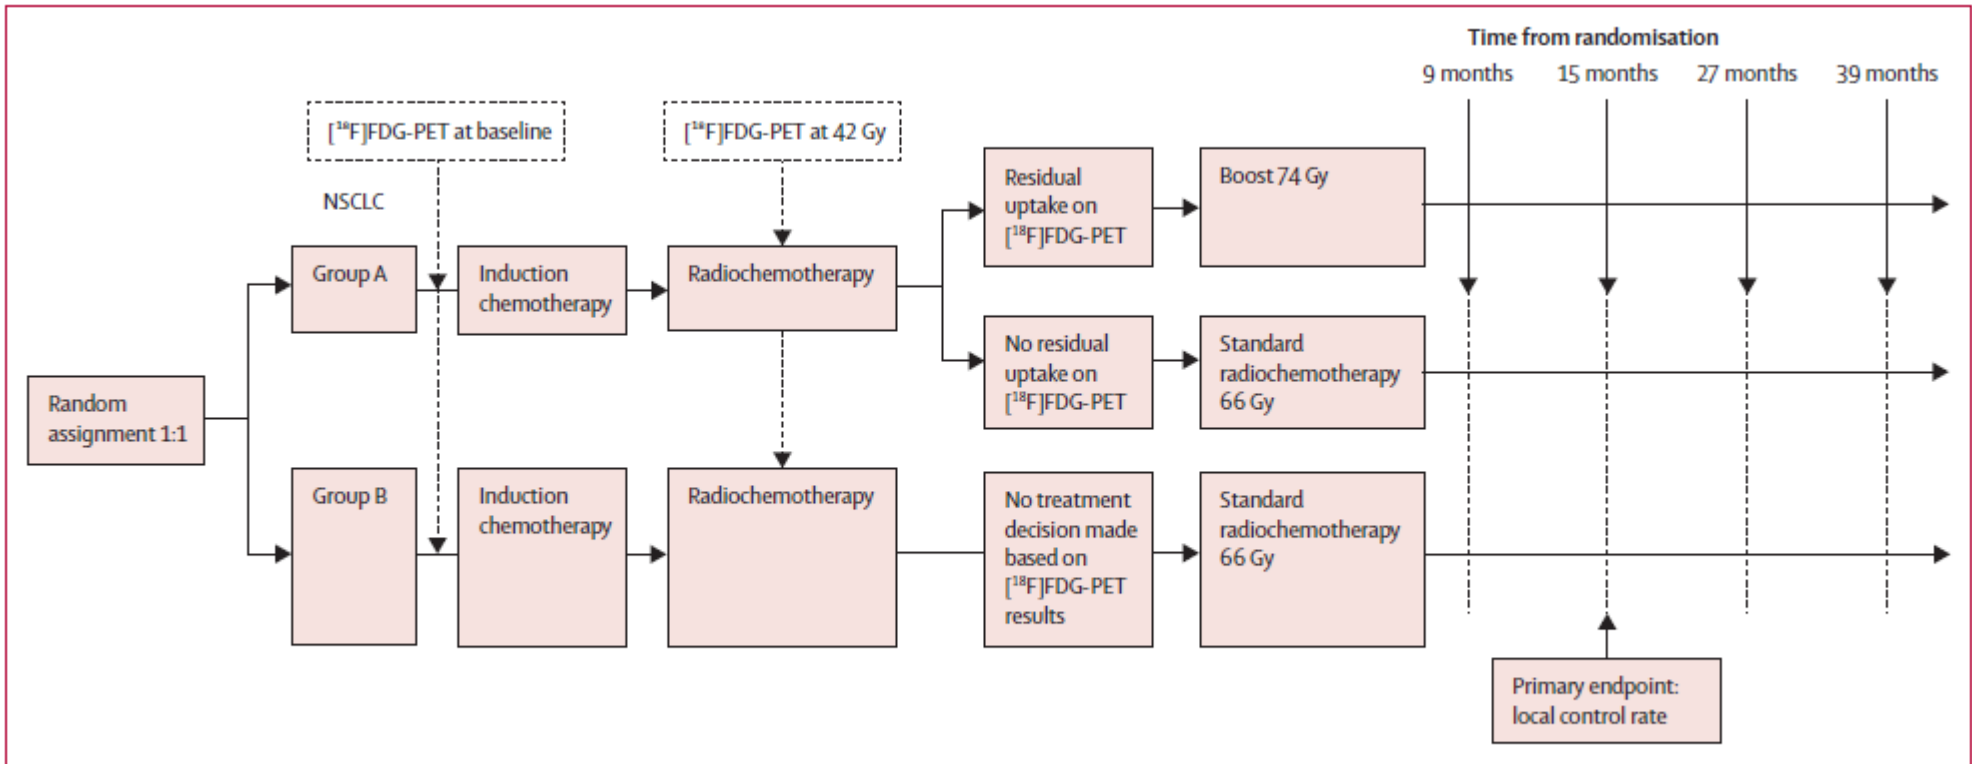 Time from randomisation
9 months 15 months 27 months 39 months
[¹⁸F]FDG-PET at baseline
[¹⁸F]FDG-PET at 42 Gy
NSCLC
Random
assignment 1:1
Group A
Induction
chemotherapy
Radiochemotherapy
Residual
uptake on
[¹⁸F]FDG-PET
Boost 74 Gy
No residual
uptake on
[¹⁸F]FDG-PET
Standard
radiochemotherapy
66 Gy
Group B
Induction
chemotherapy
Radiochemotherapy
No treatment
decision made
based on
[¹⁸F]FDG-PET
results
Standard
radiochemotherapy
66 Gy
Primary endpoint:
local control rate